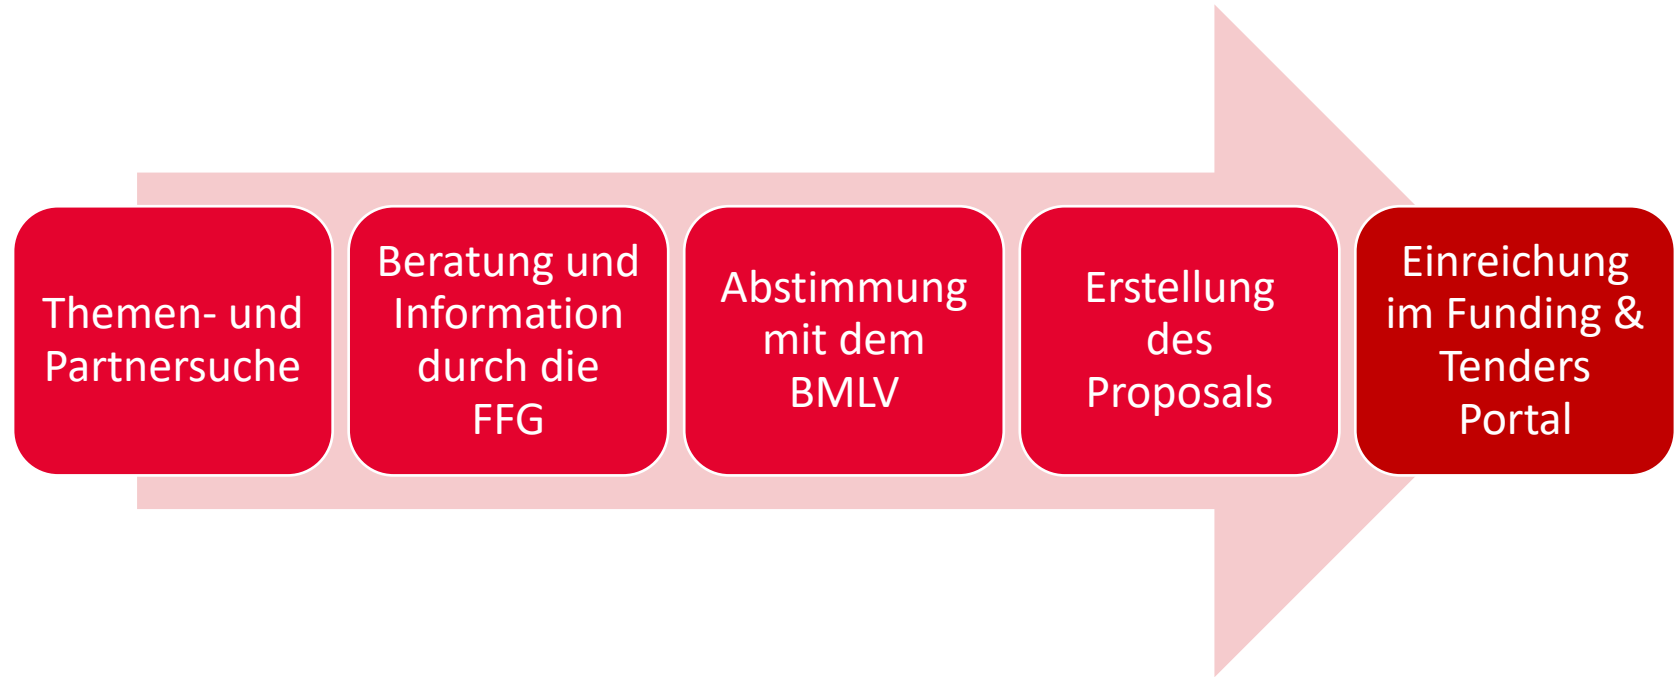 Themen- und
Partnersuche
Beratung und
Information
durch die
FFG
Abstimmung
mit dem
BMLV
Erstellung
des
Proposals
Einreichung
im Funding &
Tenders
Portal